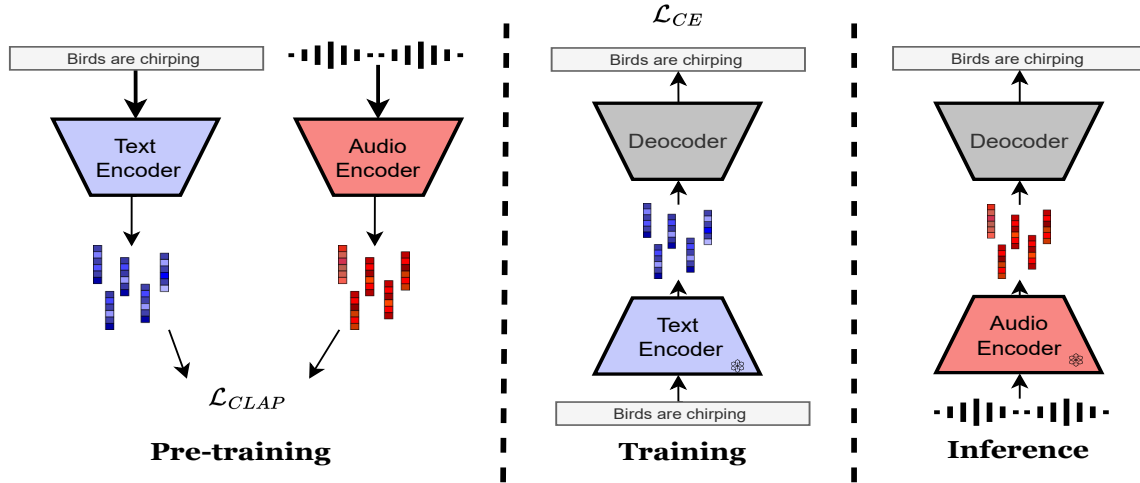 Birds are chirping
Text
Encoder
Audio
Encoder
ℒ_CLAP
Pre-training
ℒ_CE
Birds are chirping
Deocoder
Text
Encoder
Birds are chirping
Training
Birds are chirping
Deocoder
Audio
Encoder
Inference